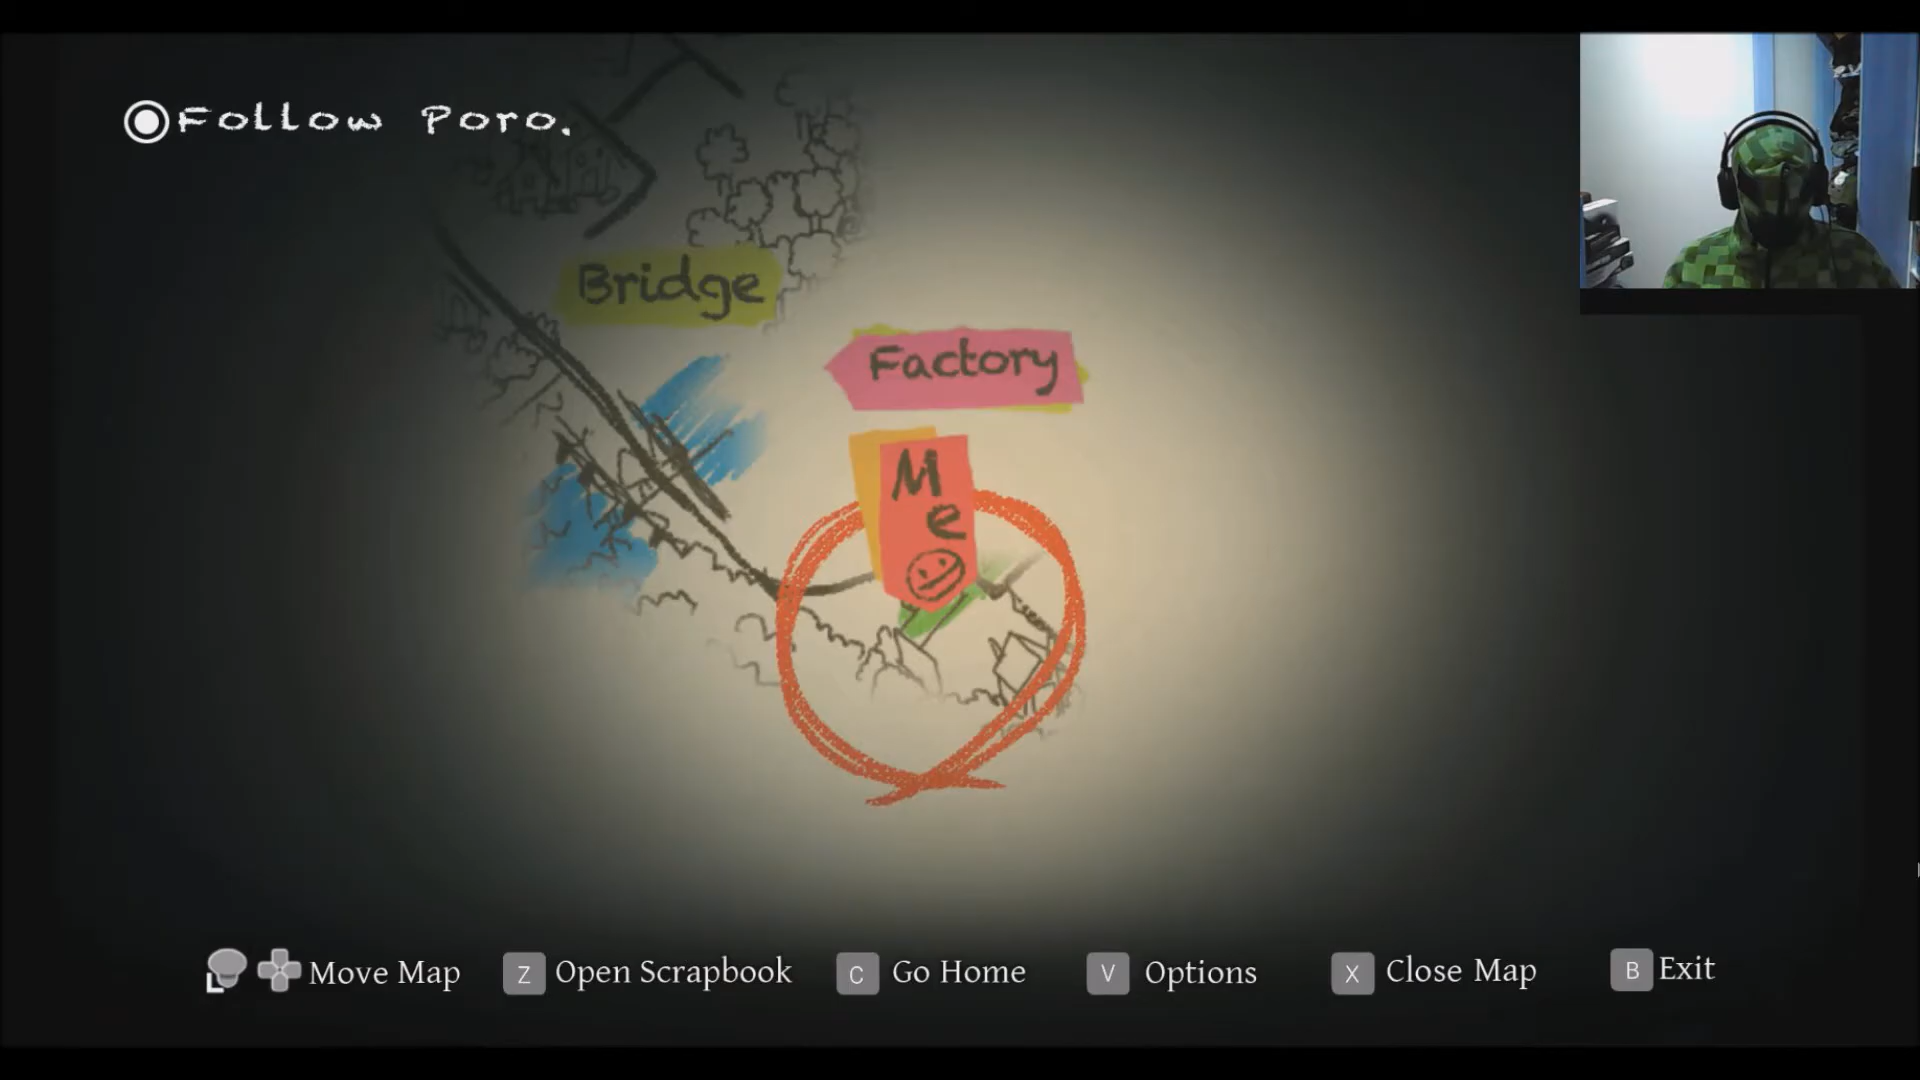 Follow Poro.
Bridge
Factory
Me
L Move Map Z Open Scrapbook C Go Home V Options X Close Map B Exit